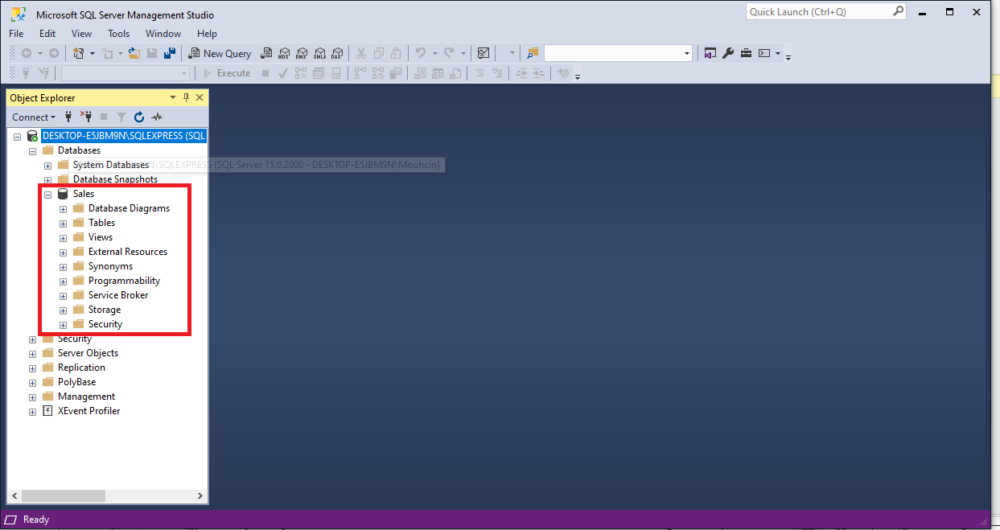 Microsoft SQL Server Management Studio
Quick Launch (Ctrl+Q)
File Edit View Tools Window Help
New Query MDX DMX XMLA DAX
Execute
Object Explorer
Connect
DESKTOP-E5JBM9N\SQLEXPRESS (SQL
Databases
System Databases \SQLEXPRESS (SQL Server 15.0.2000 - DESKTOP-E5JBM9N\Mouhcin)
Database Snapshots
Sales
Database Diagrams
Tables
Views
External Resources
Synonyms
Programmability
Service Broker
Storage
Security
Security
Server Objects
Replication
PolyBase
Management
XEvent Profiler
Ready